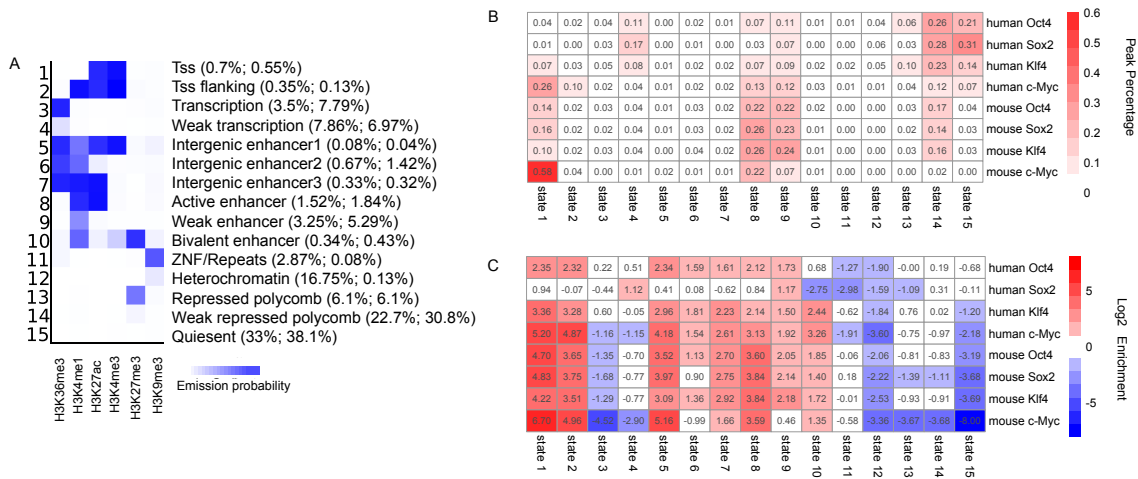 A
1 Tss (0.7%; 0.55%)
2 Tss flanking (0.35%; 0.13%)
3 Transcription (3.5%; 7.79%)
4 Weak transcription (7.86%; 6.97%)
5 Intergenic enhancer1 (0.08%; 0.04%)
6 Intergenic enhancer2 (0.67%; 1.42%)
7 Intergenic enhancer3 (0.33%; 0.32%)
8 Active enhancer (1.52%; 1.84%)
9 Weak enhancer (3.25%; 5.29%)
10 Bivalent enhancer (0.34%; 0.43%)
11 ZNF/Repeats (2.87%; 0.08%)
12 Heterochromatin (16.75%; 0.13%)
13 Repressed polycomb (6.1%; 6.1%)
14 Weak repressed polycomb (22.7%; 30.8%)
15 Quiesent (33%; 38.1%)
H3K36me3 H3K4me1 H3K27ac H3K4me3 H3K27me3 H3K9me3
Emission probability
B
0.04 0.02 0.04 0.11 0.00 0.02 0.01 0.07 0.11 0.01 0.01 0.04 0.06 0.26 0.21 human Oct4
0.01 0.00 0.03 0.17 0.00 0.01 0.00 0.03 0.07 0.00 0.00 0.06 0.03 0.28 0.31 human Sox2
0.07 0.03 0.04 0.08 0.01 0.02 0.01 0.07 0.09 0.01 0.02 0.05 0.10 0.23 0.14 human Klf4
0.26 0.10 0.02 0.04 0.01 0.02 0.02 0.13 0.12 0.03 0.01 0.01 0.04 0.12 0.07 human c-Myc
0.14 0.02 0.03 0.04 0.01 0.03 0.02 0.22 0.22 0.02 0.00 0.00 0.03 0.17 0.04 mouse Oct4
0.16 0.02 0.02 0.04 0.01 0.03 0.02 0.26 0.23 0.01 0.00 0.00 0.02 0.14 0.03 mouse Sox2
0.10 0.02 0.03 0.04 0.00 0.04 0.02 0.26 0.24 0.01 0.00 0.00 0.03 0.16 0.03 mouse Klf4
0.58 0.04 0.00 0.01 0.02 0.01 0.01 0.22 0.07 0.01 0.00 0.00 0.00 0.02 0.00 mouse c-Myc
state 1 state 2 state 3 state 4 state 5 state 6 state 7 state 8 state 9 state 10 state 11 state 12 state 13 state 14 state 15
0.6
0.5
0.4
0.3
0.2
0.1
0
Peak Percentage
C
2.35 2.32 0.22 0.51 2.34 1.59 1.61 2.12 1.73 0.68 -1.27 -1.90 -0.00 0.19 -0.68 human Oct4
0.94 -0.07 -0.44 1.12 0.41 0.08 -0.62 0.84 1.17 -2.75 -2.98 -1.59 -1.09 0.31 -0.11 human Sox2
3.36 3.28 0.60 -0.05 2.96 1.81 2.23 2.14 1.50 2.44 -0.62 -1.84 0.76 0.02 -1.20 human Klf4
5.20 4.87 -1.16 -1.15 4.18 1.54 2.61 3.13 1.92 3.26 -1.91 -3.60 -0.75 -0.97 -2.18 human c-Myc
4.70 3.65 -1.35 -0.70 3.52 1.13 2.70 3.60 2.05 1.85 -0.06 -2.06 -0.81 -0.83 -3.19 mouse Oct4
4.83 3.75 -1.68 -0.77 3.97 0.90 2.75 3.84 2.14 1.40 0.18 -2.22 -1.39 -1.11 -3.68 mouse Sox2
4.22 3.51 -1.29 -0.77 3.09 1.36 2.92 3.84 2.18 1.72 -0.01 -2.53 -0.93 -0.91 -3.69 mouse Klf4
6.70 4.96 -2.90 5.16 -0.99 1.66 3.59 0.46 1.35 -0.58 -3.36 -3.67 -3.68 mouse c-Myc
state 1 state 2 state 3 state 4 state 5 state 6 state 7 state 8 state 9 state 10 state 11 state 12 state 13 state 14 state 15
5
0
-5
Log2 Enrichment